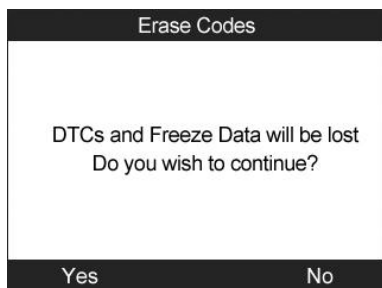 Erase Codes
DTCs and Freeze Data will be lost
Do you wish to continue?
Yes No